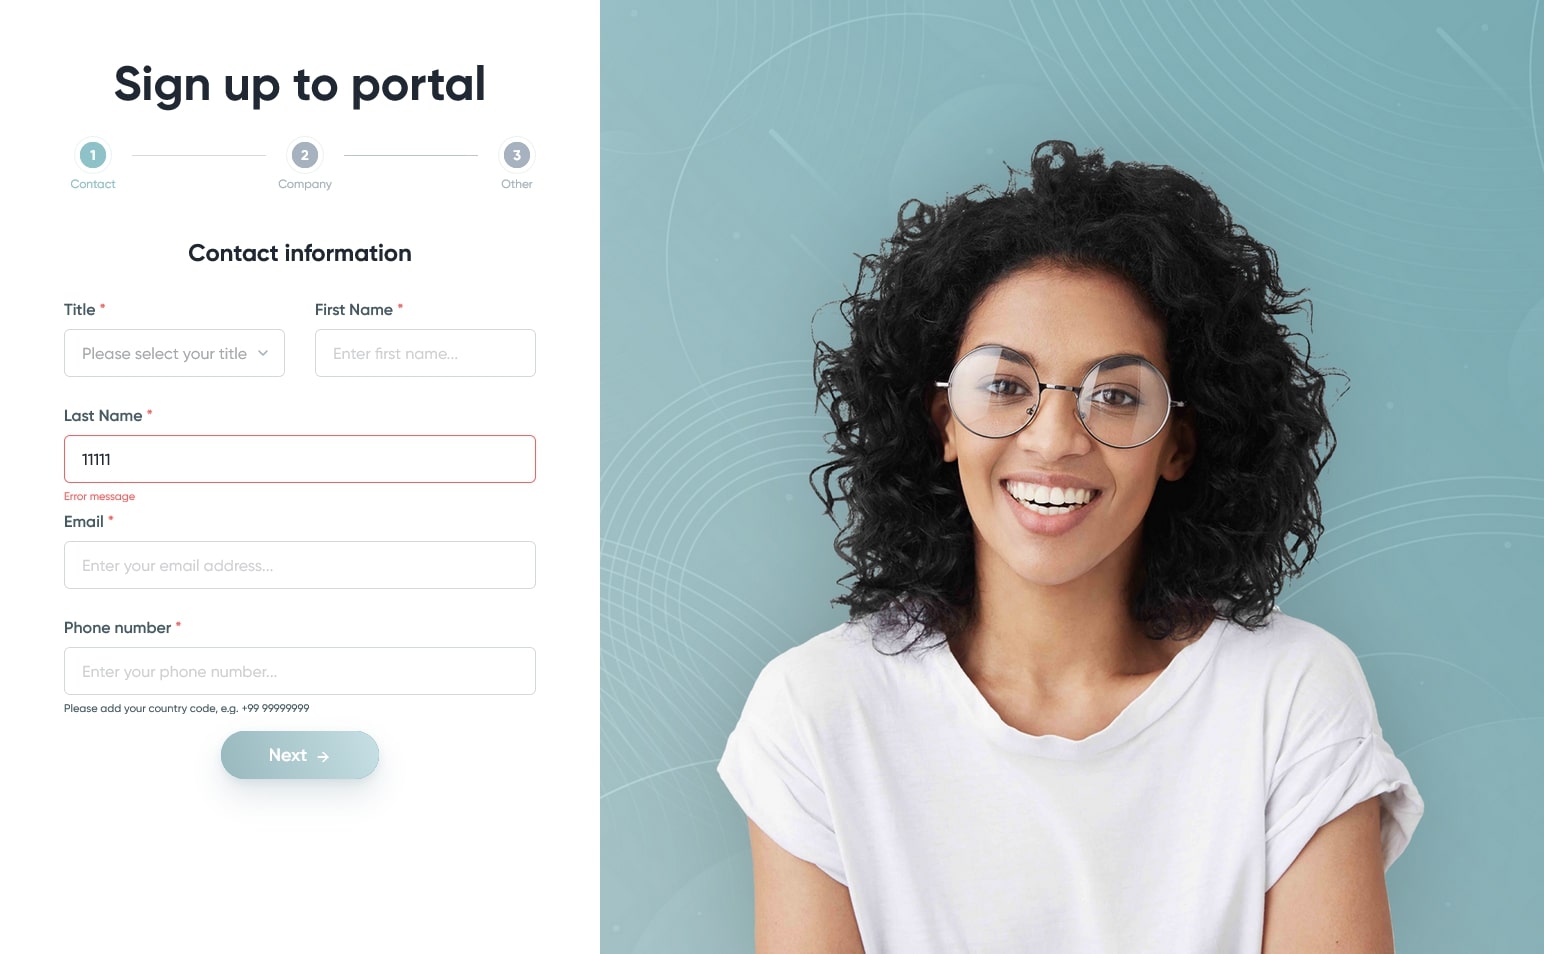 Sign up to portal
1 2 3
Contact Company Other
Contact information
Title * First Name *
Please select your title Enter first name...
Last Name *
11111
Error message
Email *
Enter your email address...
Phone number *
Enter your phone number...
Please add your country code, e.g. +99 99999999
Next →